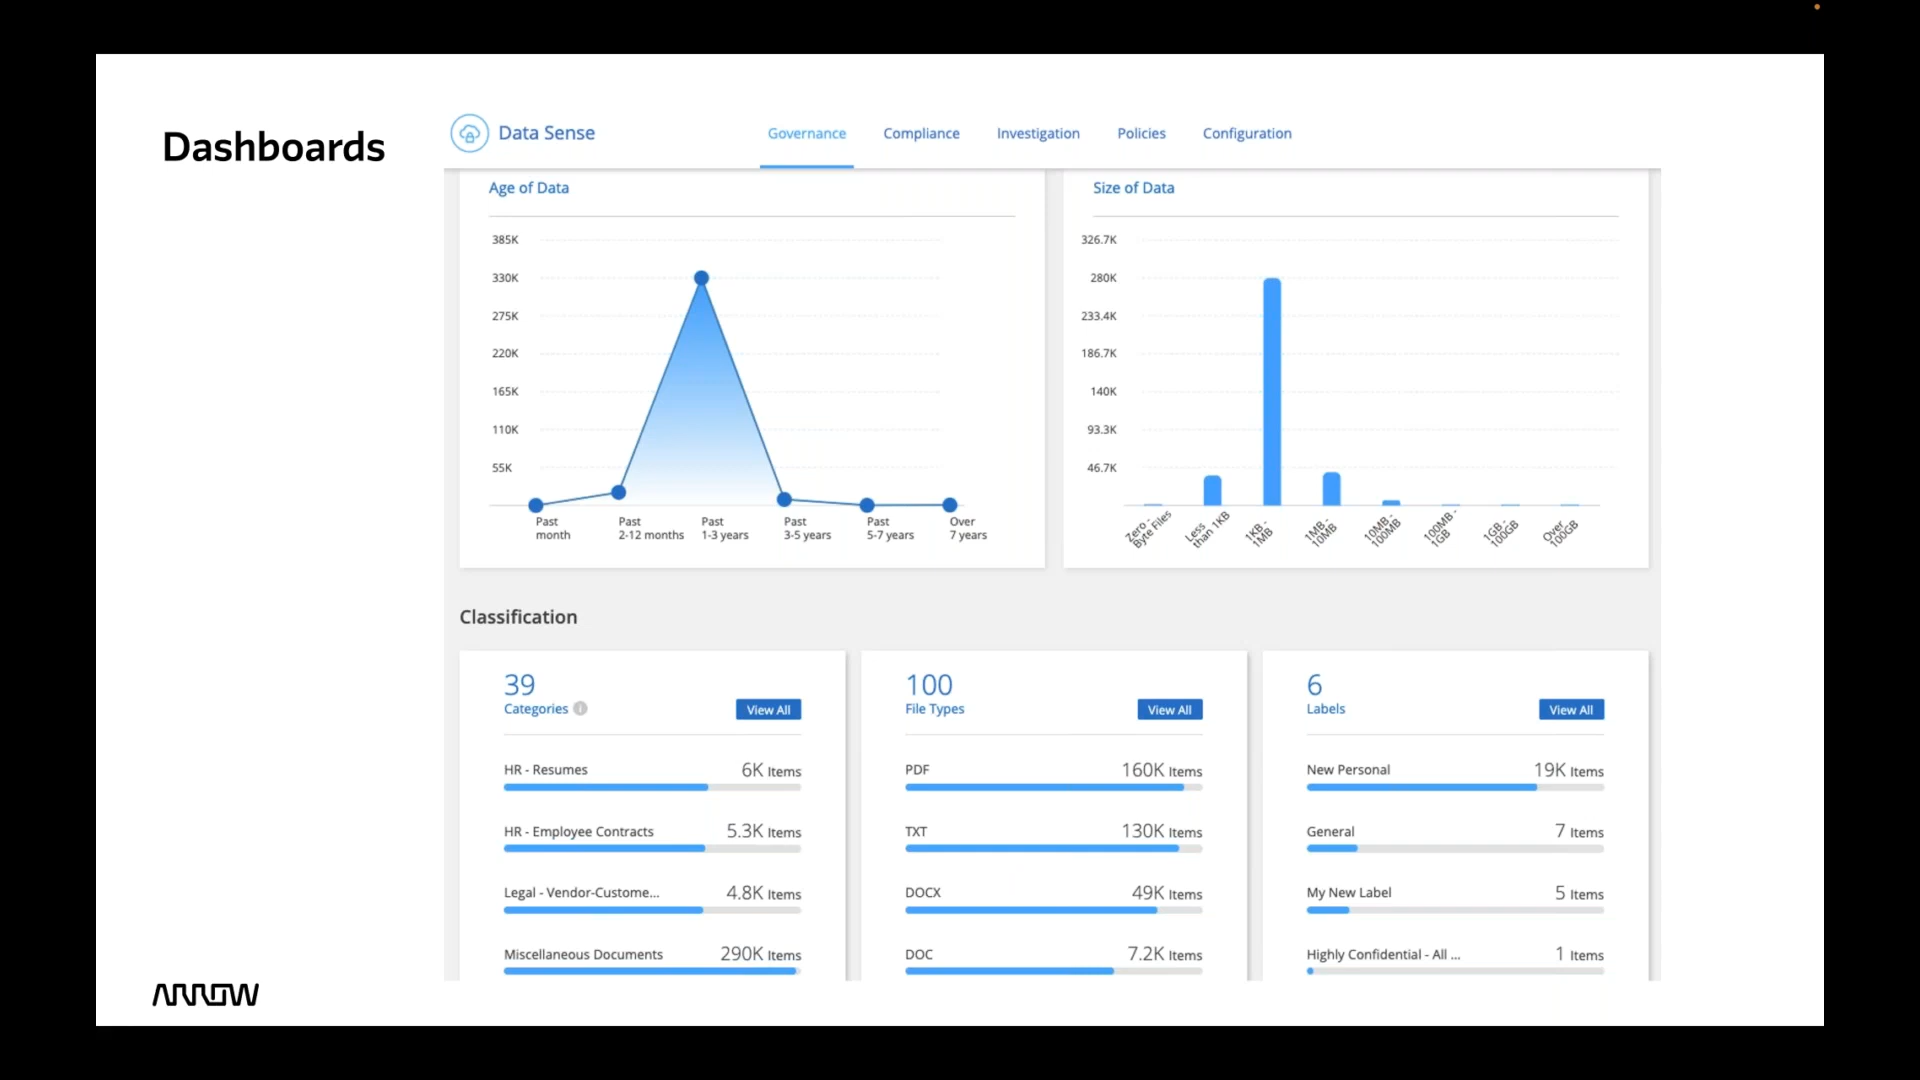 Dashboards
Data Sense
Governance
Compliance
Investigation
Policies
Configuration
Age of Data
385K
330K
275K
220K
165K
110K
55K
Past
month
Past
2-12 months
Past
1-3 years
Past
3-5 years
Past
5-7 years
Over
7 years
Size of Data
326.7K
280K
233.4K
186.7K
140K
93.3K
46.7K
Zero -
Byte Files
Less
than 1KB
1KB -
1MB
1MB -
10MB
10MB -
100MB
100MB -
1GB
1GB -
100GB
Over
100GB
Classification
39
Categories
View All
HR - Resumes 6K Items
HR - Employee Contracts 5.3K Items
Legal - Vendor-Custome... 4.8K Items
Miscellaneous Documents 290K Items
100
File Types
View All
PDF 160K Items
TXT 130K Items
DOCX 49K Items
DOC 7.2K Items
6
Labels
View All
New Personal 19K Items
General 7 Items
My New Label 5 Items
Highly Confidential - All ... 1 Items
ARROW